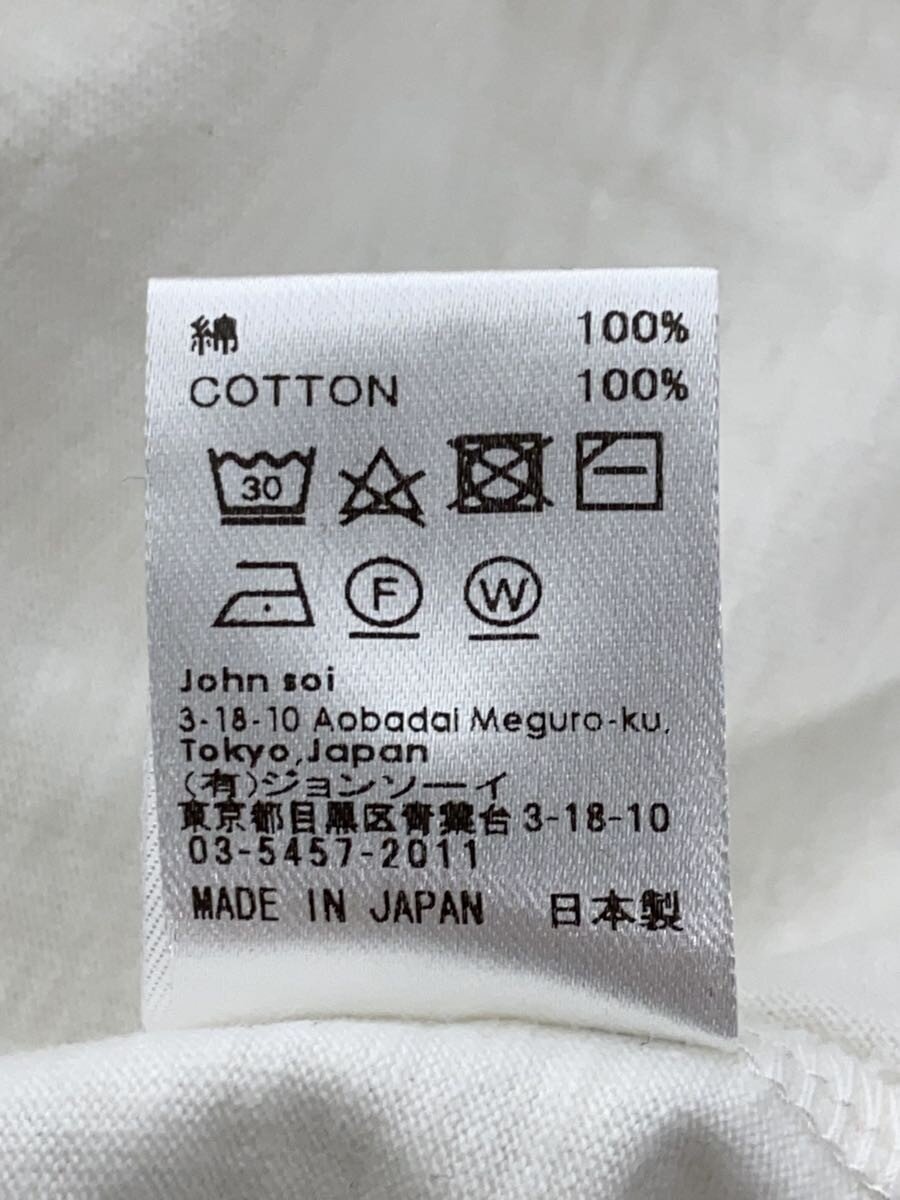 綿 100%
COTTON 100%
30
F W
John soi
3-18-10 Aobadai Meguro-ku,
Tokyo,Japan
(有)ジョンソーイ
東京都目黒区青葉台3-18-10
03-5457-2011
MADE IN JAPAN 日本製